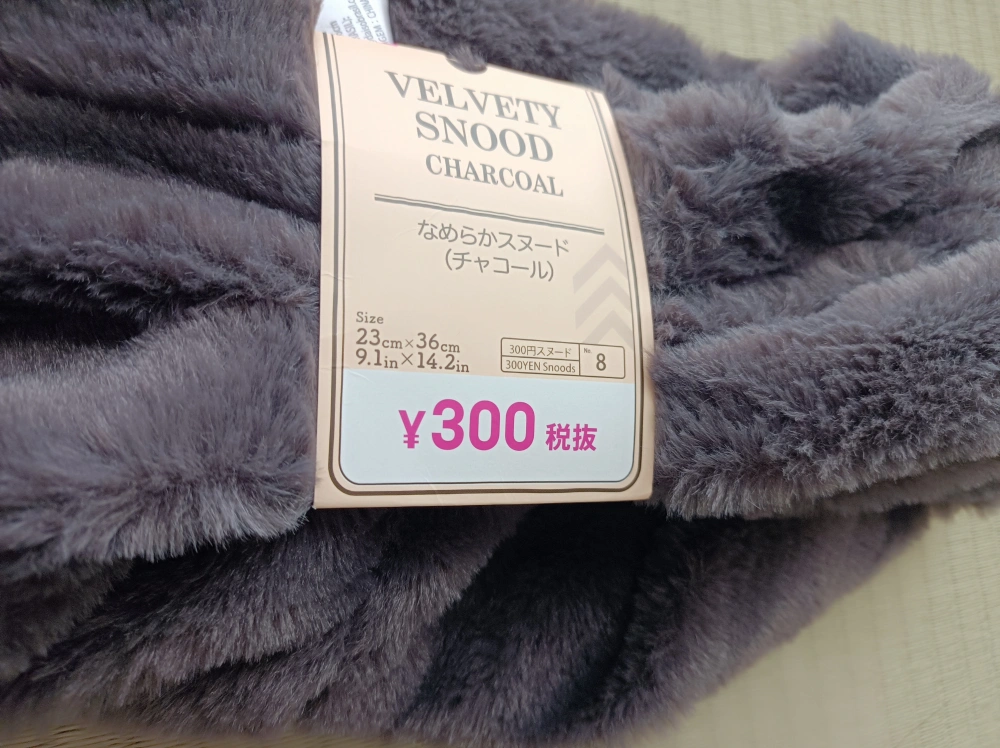 VELVETY
SNOOD
CHARCOAL
なめらかスヌード
(チャコール)
Size
23cm×36cm
9.1in×14.2in
300円スヌード
300YEN Snoods
No. 8
¥300 税抜